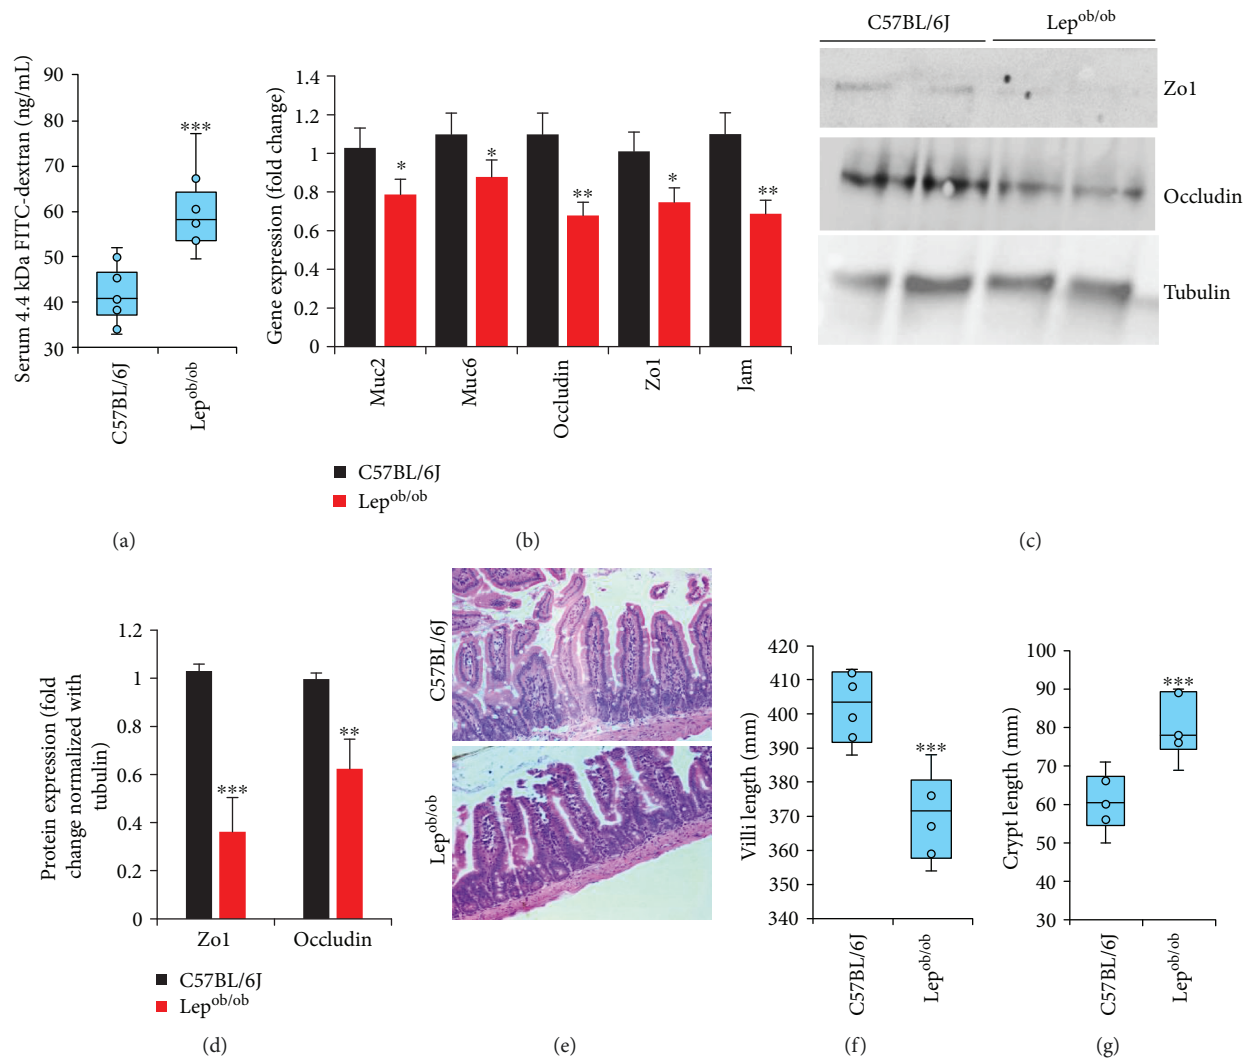 Serum 4.4 kDa FITC-dextran (ng/mL)
90
80
70
60
50
40
30
***
C57BL/6J
Lep^ob/ob
(a)
Gene expression (fold change)
1.4
1.2
1
0.8
0.6
0.4
0.2
0
*
*
**
*
**
Muc2
Muc6
Occludin
Zo1
Jam
C57BL/6J
Lep^ob/ob
(b)
C57BL/6J
Lep^ob/ob
Zo1
Occludin
Tubulin
(c)
Protein expression (fold
change normalized with
tubulin)
1.2
1
0.8
0.6
0.4
0.2
0
***
**
Zo1
Occludin
C57BL/6J
Lep^ob/ob
(d)
C57BL/6J
Lep^ob/ob
(e)
Villi length (mm)
420
410
400
390
380
370
360
350
340
***
C57BL/6J
Lep^ob/ob
(f)
Crypt length (mm)
100
90
80
70
60
50
40
30
***
C57BL/6J
Lep^ob/ob
(g)